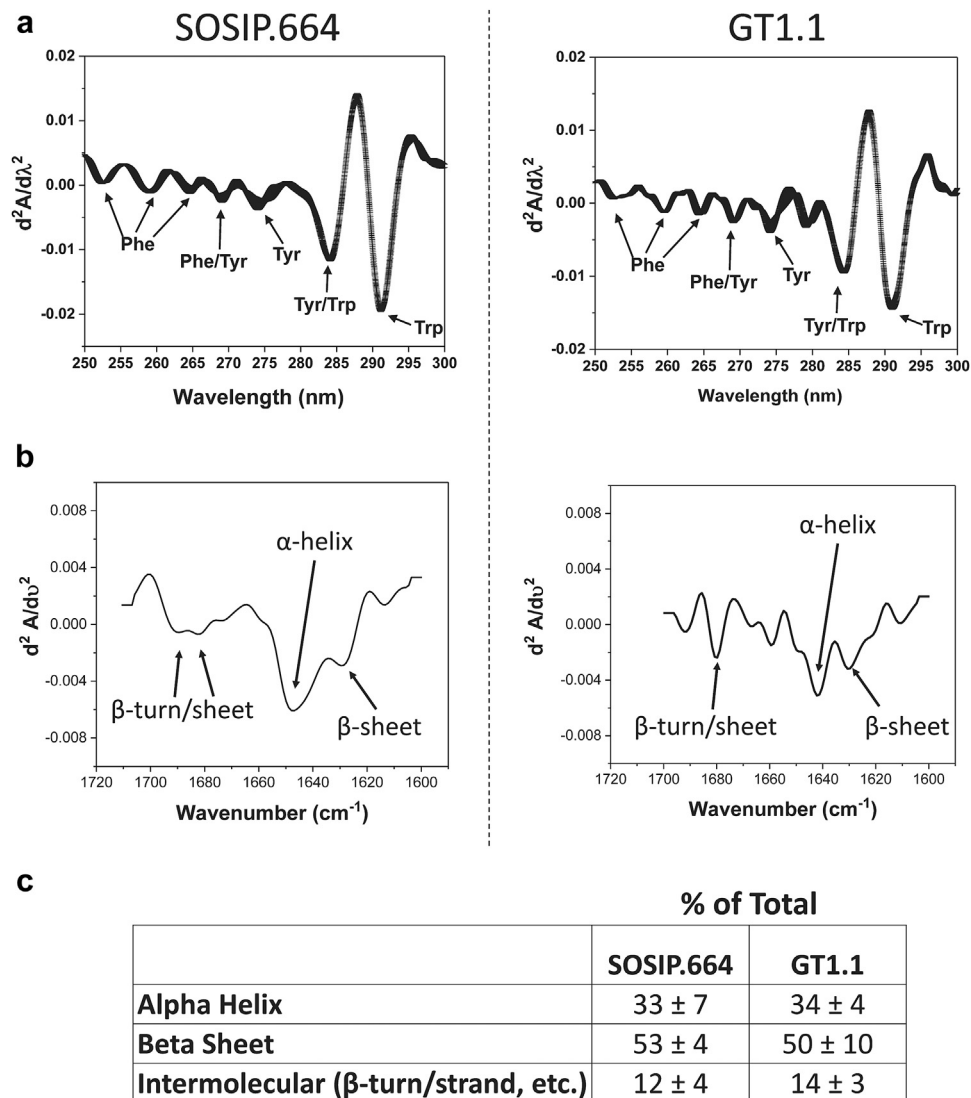 a
SOSIP.664
GT1.1
0.02
0.01
0.00
-0.01
-0.02
d²A/dλ²
Phe
Phe/Tyr
Tyr
Tyr/Trp
Trp
250 255 260 265 270 275 280 285 290 295 300
Wavelength (nm)
0.02
0.01
0.00
-0.01
-0.02
d²A/dλ²
Phe
Phe/Tyr
Tyr
Tyr/Trp
Trp
250 255 260 265 270 275 280 285 290 295 300
Wavelength (nm)
b
0.008
0.004
0.000
-0.004
-0.008
d² A/dυ²
α-helix
β-turn/sheet
β-sheet
1720 1700 1680 1660 1640 1620 1600
Wavenumber (cm⁻¹)
0.008
0.004
0.000
-0.004
-0.008
d² A/dυ²
α-helix
β-turn/sheet
β-sheet
1720 1700 1680 1660 1640 1620 1600
Wavenumber (cm⁻¹)
c
% of Total
SOSIP.664 GT1.1
Alpha Helix 33 ± 7 34 ± 4
Beta Sheet 53 ± 4 50 ± 10
Intermolecular (β-turn/strand, etc.) 12 ± 4 14 ± 3